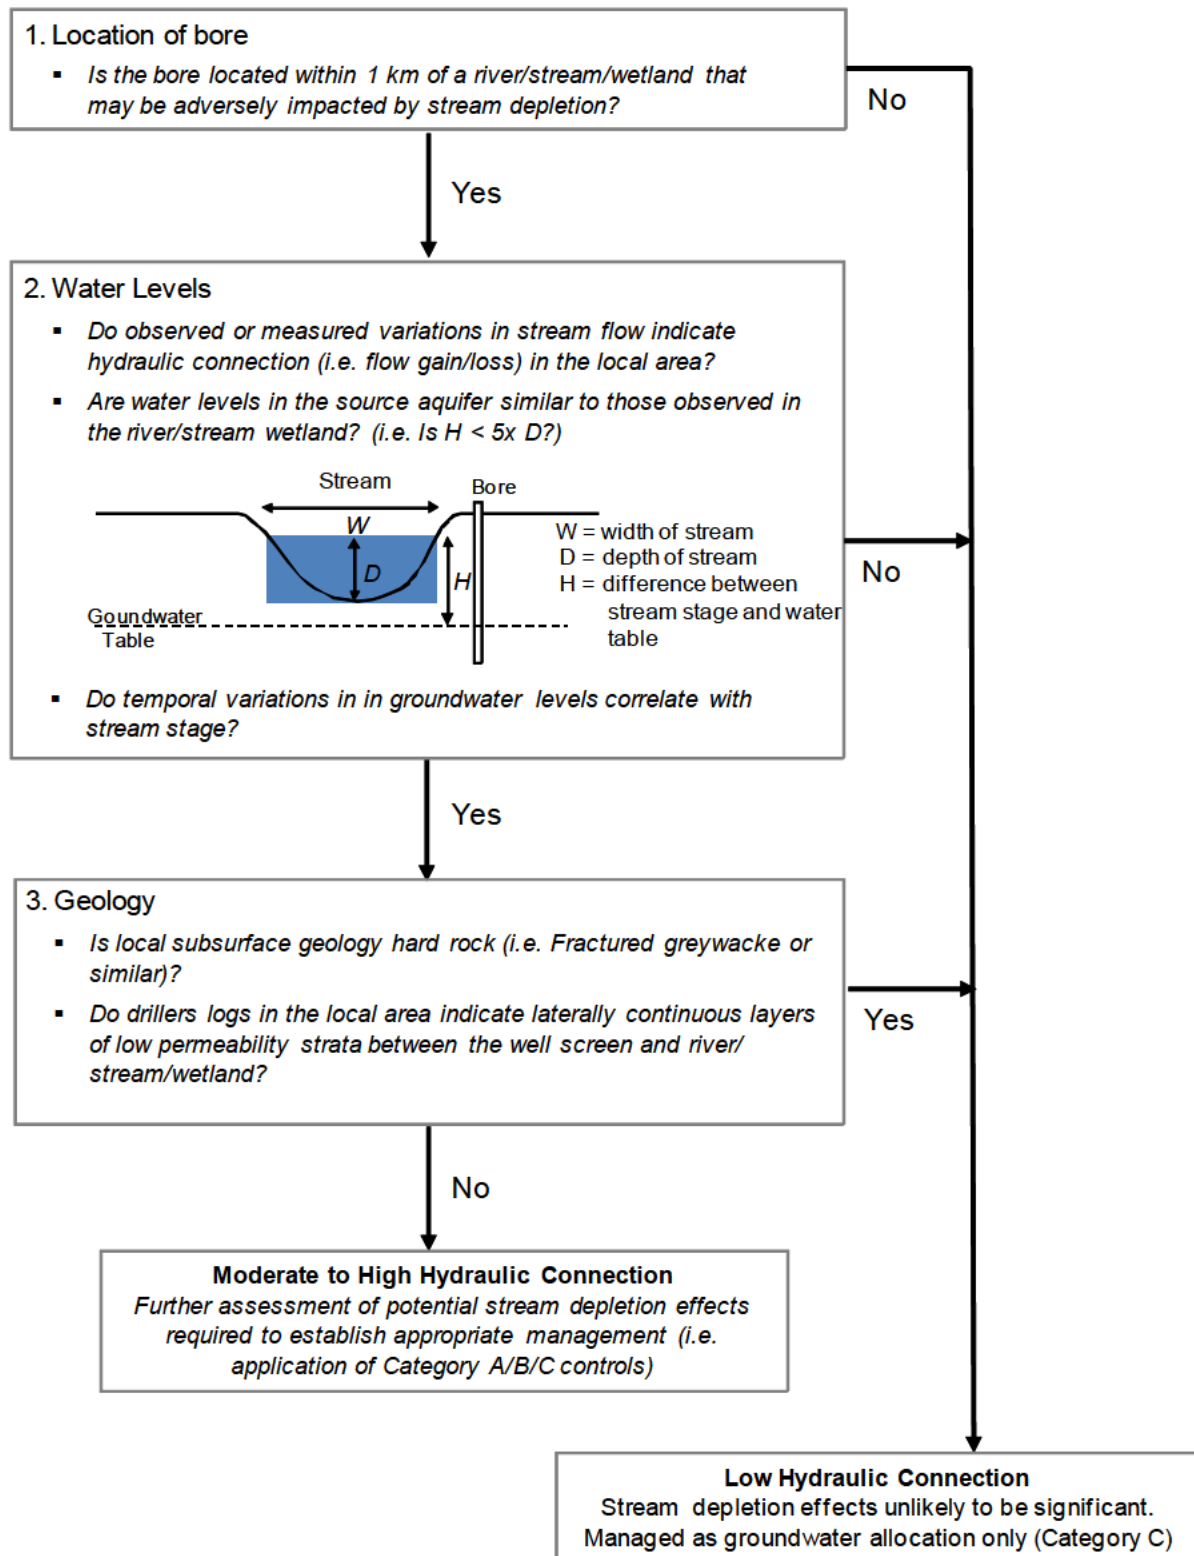 1. Location of bore
▪ Is the bore located within 1 km of a river/stream/wetland that
may be adversely impacted by stream depletion?
No
Yes
2. Water Levels
▪ Do observed or measured variations in stream flow indicate
hydraulic connection (i.e. flow gain/loss) in the local area?
▪ Are water levels in the source aquifer similar to those observed in
the river/stream wetland? (i.e. Is H < 5x D?)
Stream
Bore
W
D
H
Goundwater
Table
W = width of stream
D = depth of stream
H = difference between
stream stage and water
table
No
▪ Do temporal variations in in groundwater levels correlate with
stream stage?
Yes
3. Geology
▪ Is local subsurface geology hard rock (i.e. Fractured greywacke or
similar)?
▪ Do drillers logs in the local area indicate laterally continuous layers
of low permeability strata between the well screen and river/
stream/wetland?
Yes
No
Moderate to High Hydraulic Connection
Further assessment of potential stream depletion effects
required to establish appropriate management (i.e.
application of Category A/B/C controls)
Low Hydraulic Connection
Stream depletion effects unlikely to be significant.
Managed as groundwater allocation only (Category C)